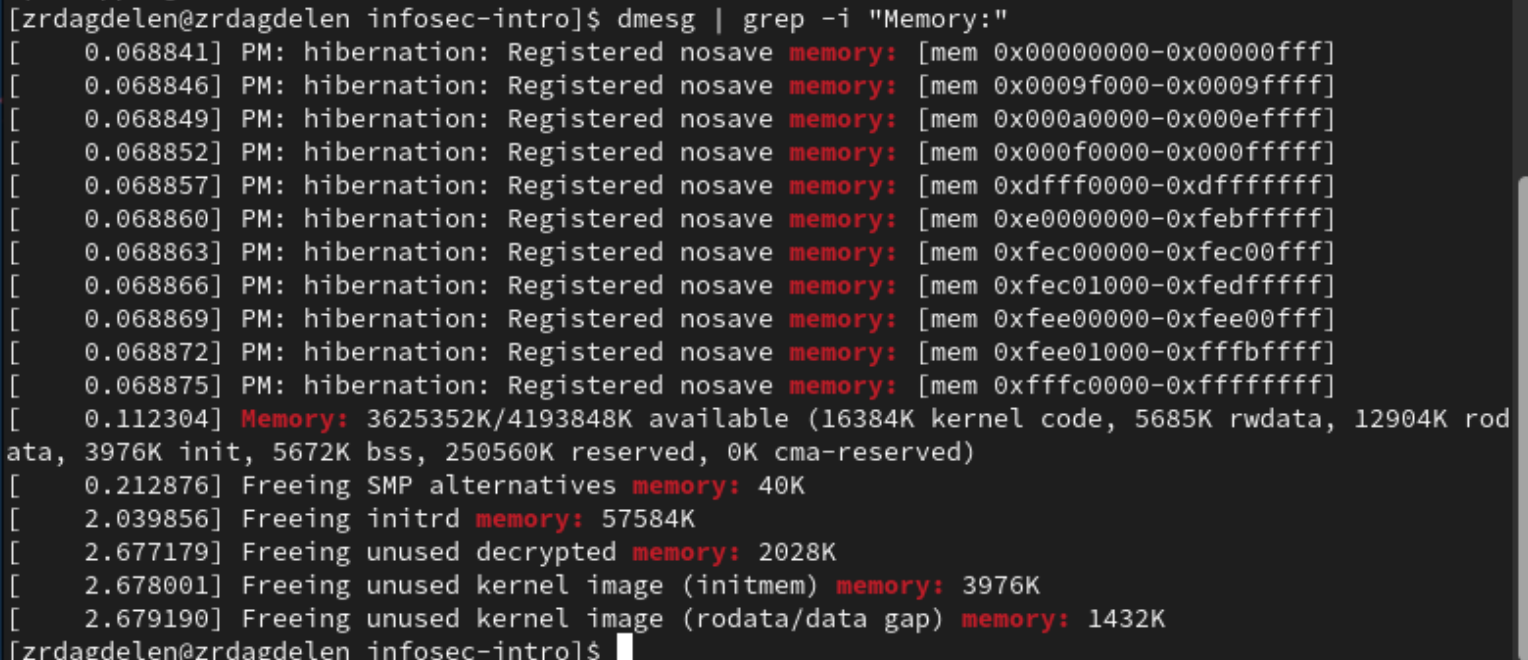 [zrdagdelen@zrdagdelen infosec-intro]$ dmesg | grep -i "Memory:"
[    0.068841] PM: hibernation: Registered nosave memory: [mem 0x00000000-0x00000fff]
[    0.068846] PM: hibernation: Registered nosave memory: [mem 0x0009f000-0x0009ffff]
[    0.068849] PM: hibernation: Registered nosave memory: [mem 0x000a0000-0x000effff]
[    0.068852] PM: hibernation: Registered nosave memory: [mem 0x000f0000-0x000fffff]
[    0.068857] PM: hibernation: Registered nosave memory: [mem 0xdfff0000-0xdfffffff]
[    0.068860] PM: hibernation: Registered nosave memory: [mem 0xe0000000-0xfebfffff]
[    0.068863] PM: hibernation: Registered nosave memory: [mem 0xfec00000-0xfec00fff]
[    0.068866] PM: hibernation: Registered nosave memory: [mem 0xfec01000-0xfedfffff]
[    0.068869] PM: hibernation: Registered nosave memory: [mem 0xfee00000-0xfee00fff]
[    0.068872] PM: hibernation: Registered nosave memory: [mem 0xfee01000-0xfffbffff]
[    0.068875] PM: hibernation: Registered nosave memory: [mem 0xfffc0000-0xffffffff]
[    0.112304] Memory: 3625352K/4193848K available (16384K kernel code, 5685K rwdata, 12904K rod
ata, 3976K init, 5672K bss, 250560K reserved, 0K cma-reserved)
[    0.212876] Freeing SMP alternatives memory: 40K
[    2.039856] Freeing initrd memory: 57584K
[    2.677179] Freeing unused decrypted memory: 2028K
[    2.678001] Freeing unused kernel image (initmem) memory: 3976K
[    2.679190] Freeing unused kernel image (rodata/data gap) memory: 1432K
[zrdagdelen@zrdagdelen infosec-intro]$